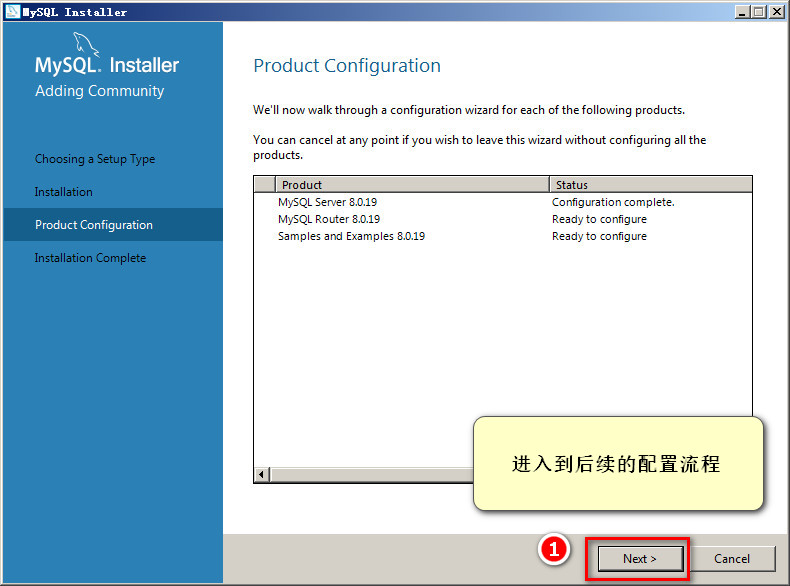 MySQL Installer
MySQL. Installer
Adding Community
Choosing a Setup Type
Installation
Product Configuration
Installation Complete
Product Configuration
We'll now walk through a configuration wizard for each of the following products.
You can cancel at any point if you wish to leave this wizard without configuring all the
products.
Product Status
MySQL Server 8.0.19 Configuration complete.
MySQL Router 8.0.19 Ready to configure
Samples and Examples 8.0.19 Ready to configure
进入到后续的配置流程
1
Next >
Cancel